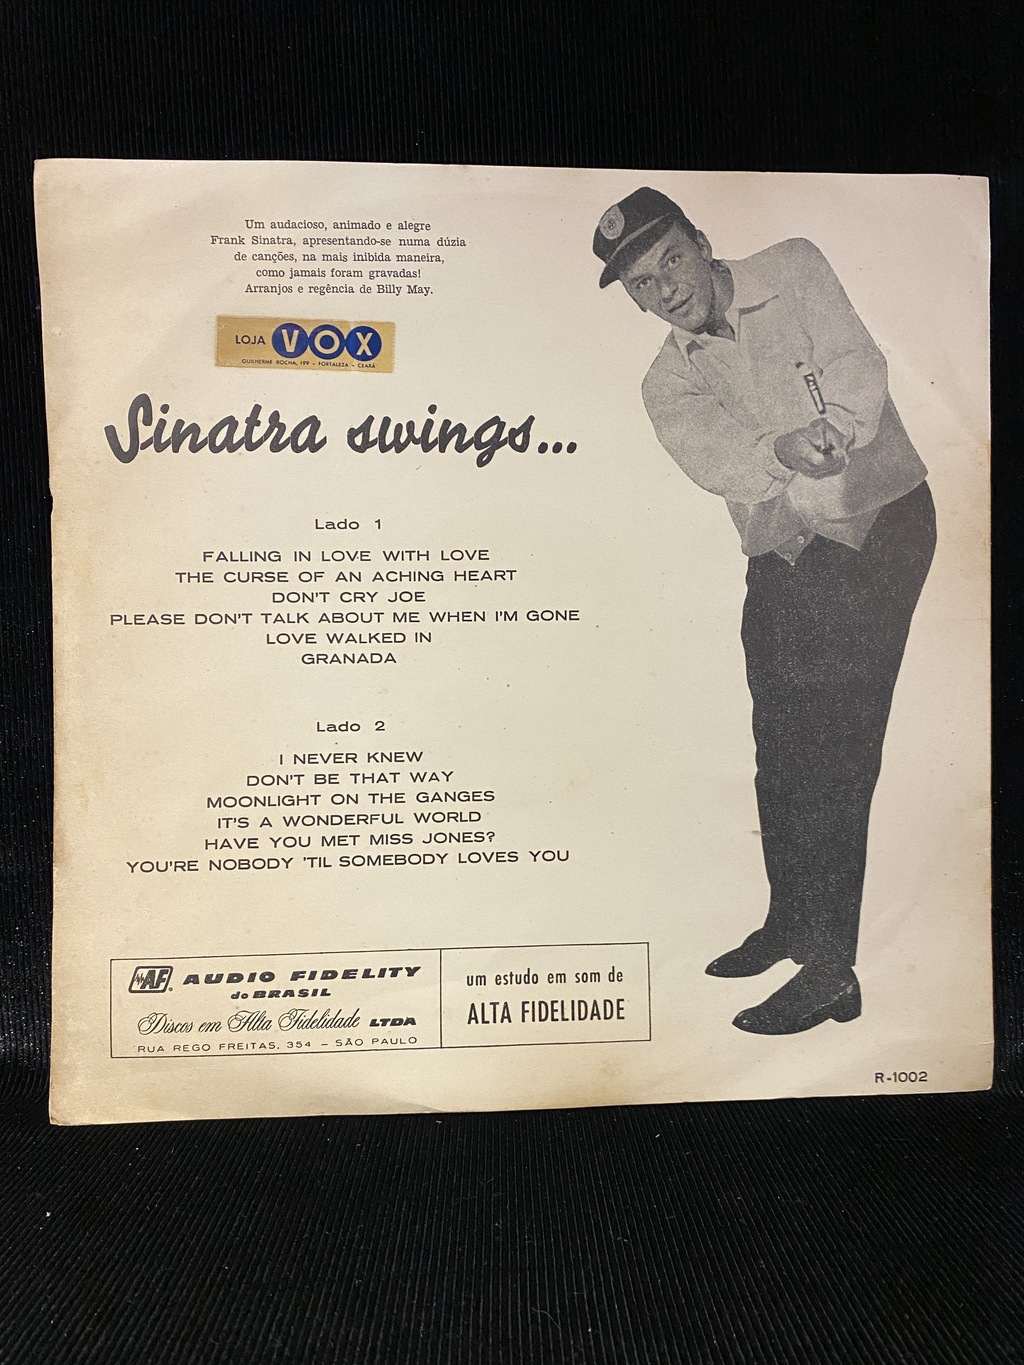 Um audacioso, animado e alegre
Frank Sinatra, apresentando-se numa dúzia
de canções, na mais inibida maneira,
como jamais foram gravadas!
Arranjos e regência de Billy May.
LOJA VOX
GUILHERME ROCHA, 199 - FORTALEZA - CEARÁ
Sinatra swings...
Lado 1
FALLING IN LOVE WITH LOVE
THE CURSE OF AN ACHING HEART
DON'T CRY JOE
PLEASE DON'T TALK ABOUT ME WHEN I'M GONE
LOVE WALKED IN
GRANADA
Lado 2
I NEVER KNEW
DON'T BE THAT WAY
MOONLIGHT ON THE GANGES
IT'S A WONDERFUL WORLD
HAVE YOU MET MISS JONES?
YOU'RE NOBODY 'TIL SOMEBODY LOVES YOU
AF® AUDIO FIDELITY
do BRASIL
Discos em Alta Fidelidade LTDA
RUA REGO FREITAS, 354 - SÃO PAULO
um estudo em som de
ALTA FIDELIDADE
R-1002